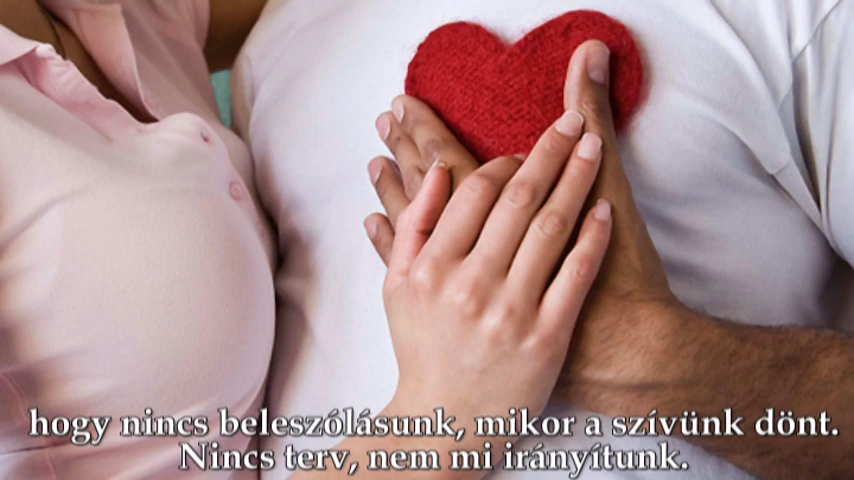 hogy nincs beleszólásunk, mikor a szívünk dönt.
Nincs terv, nem mi irányítunk.